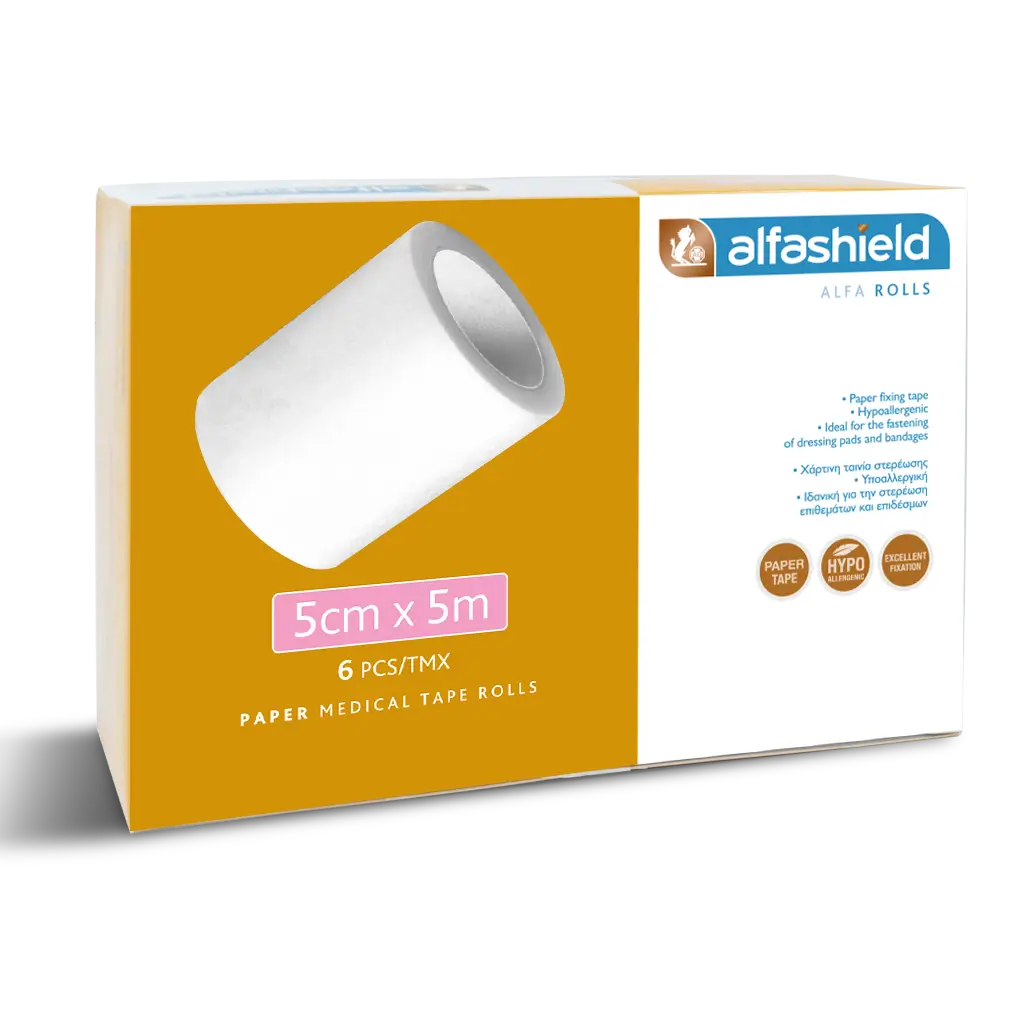 alfashield
alfashield
ALFA ROLLS
• Paper fixing tape
• Hypoallergenic
• Ideal for the fastening
of dressing pads and bandages
• Χάρτινη ταινία στερέωσης
• Υποαλλεργική
• Ιδανική για την στερέωση
επιθεμάτων και επιδέσμων
PAPER
TAPE
HYPO
ALLERGENIC
EXCELLENT
FIXATION
5cm x 5m
6 PCS/ΤΜΧ
PAPER MEDICAL TAPE ROLLS